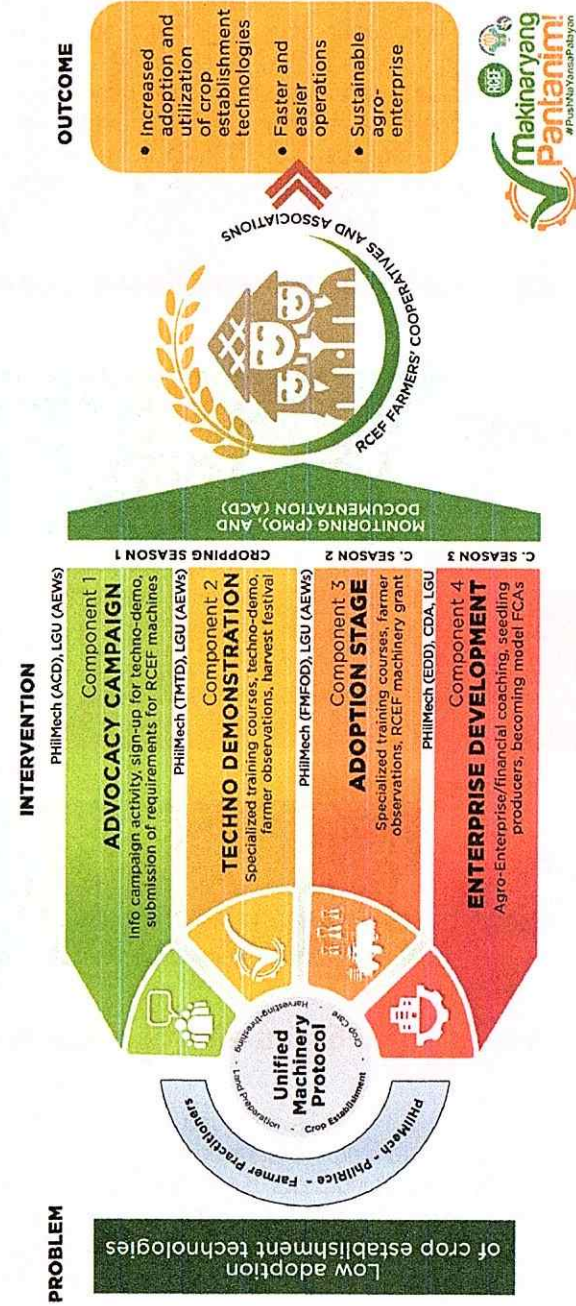 PROBLEM
Low adoption
of crop establishment technologies
INTERVENTION
PHilMech - PhilRice - Farmer Practitioners
Unified
Machinery
Protocol
Land Preparation - Crop Establishment - Crop Care - Harvesting-threshing
PHilMech (ACD), LGU (AEWs)
Component 1
ADVOCACY CAMPAIGN
Info campaign activity, sign-up for techno-demo,
submission of requirements for RCEF machines
PHilMech (TMTD), LGU (AEWs)
Component 2
TECHNO DEMONSTRATION
Specialized training courses, techno-demo,
farmer observations, harvest festival
PHilMech (FMFOD), LGU (AEWs)
Component 3
ADOPTION STAGE
Specialized training courses, farmer
observations, RCEF machinery grant
PHilMech (EDD), CDA, LGU
Component 4
ENTERPRISE DEVELOPMENT
Agro-Enterprise/financial coaching, seedling
producers, becoming model FCAs
CROPPING SEASON 1
C. SEASON 2
C. SEASON 3
MONITORING (PMO), AND
DOCUMENTATION (ACD)
RCEF FARMERS' COOPERATIVES AND ASSOCIATIONS
OUTCOME
• Increased
adoption and
utilization
of crop
establishment
technologies
• Faster and
easier
operations
• Sustainable
agro-
enterprise
RCEF
Makinaryang
Pantanim!
#PushNaYansaPalayan